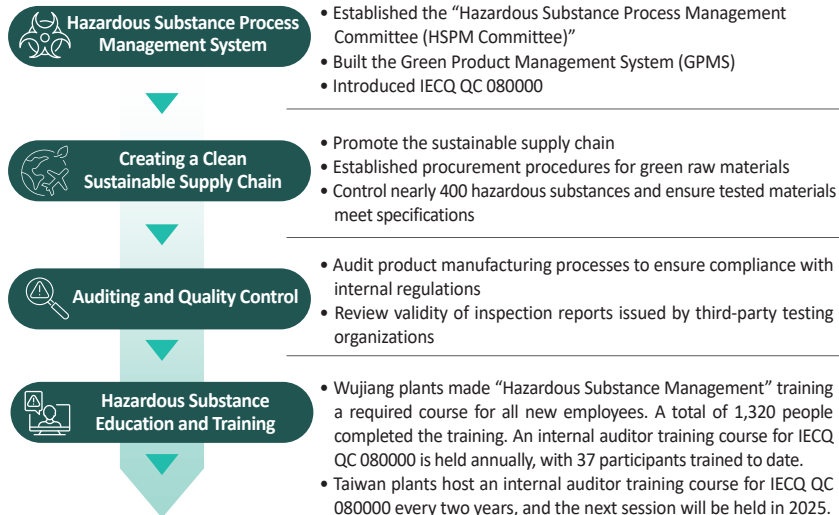 Hazardous Substance Process
Management System
• Established the “Hazardous Substance Process Management
Committee (HSPM Committee)”
• Built the Green Product Management System (GPMS)
• Introduced IECQ QC 080000
Creating a Clean
Sustainable Supply Chain
• Promote the sustainable supply chain
• Established procurement procedures for green raw materials
• Control nearly 400 hazardous substances and ensure tested materials
meet specifications
Auditing and Quality Control
• Audit product manufacturing processes to ensure compliance with
internal regulations
• Review validity of inspection reports issued by third-party testing
organizations
Hazardous Substance
Education and Training
• Wujiang plants made “Hazardous Substance Management” training
a required course for all new employees. A total of 1,320 people
completed the training. An internal auditor training course for IECQ
QC 080000 is held annually, with 37 participants trained to date.
• Taiwan plants host an internal auditor training course for IECQ QC
080000 every two years, and the next session will be held in 2025.